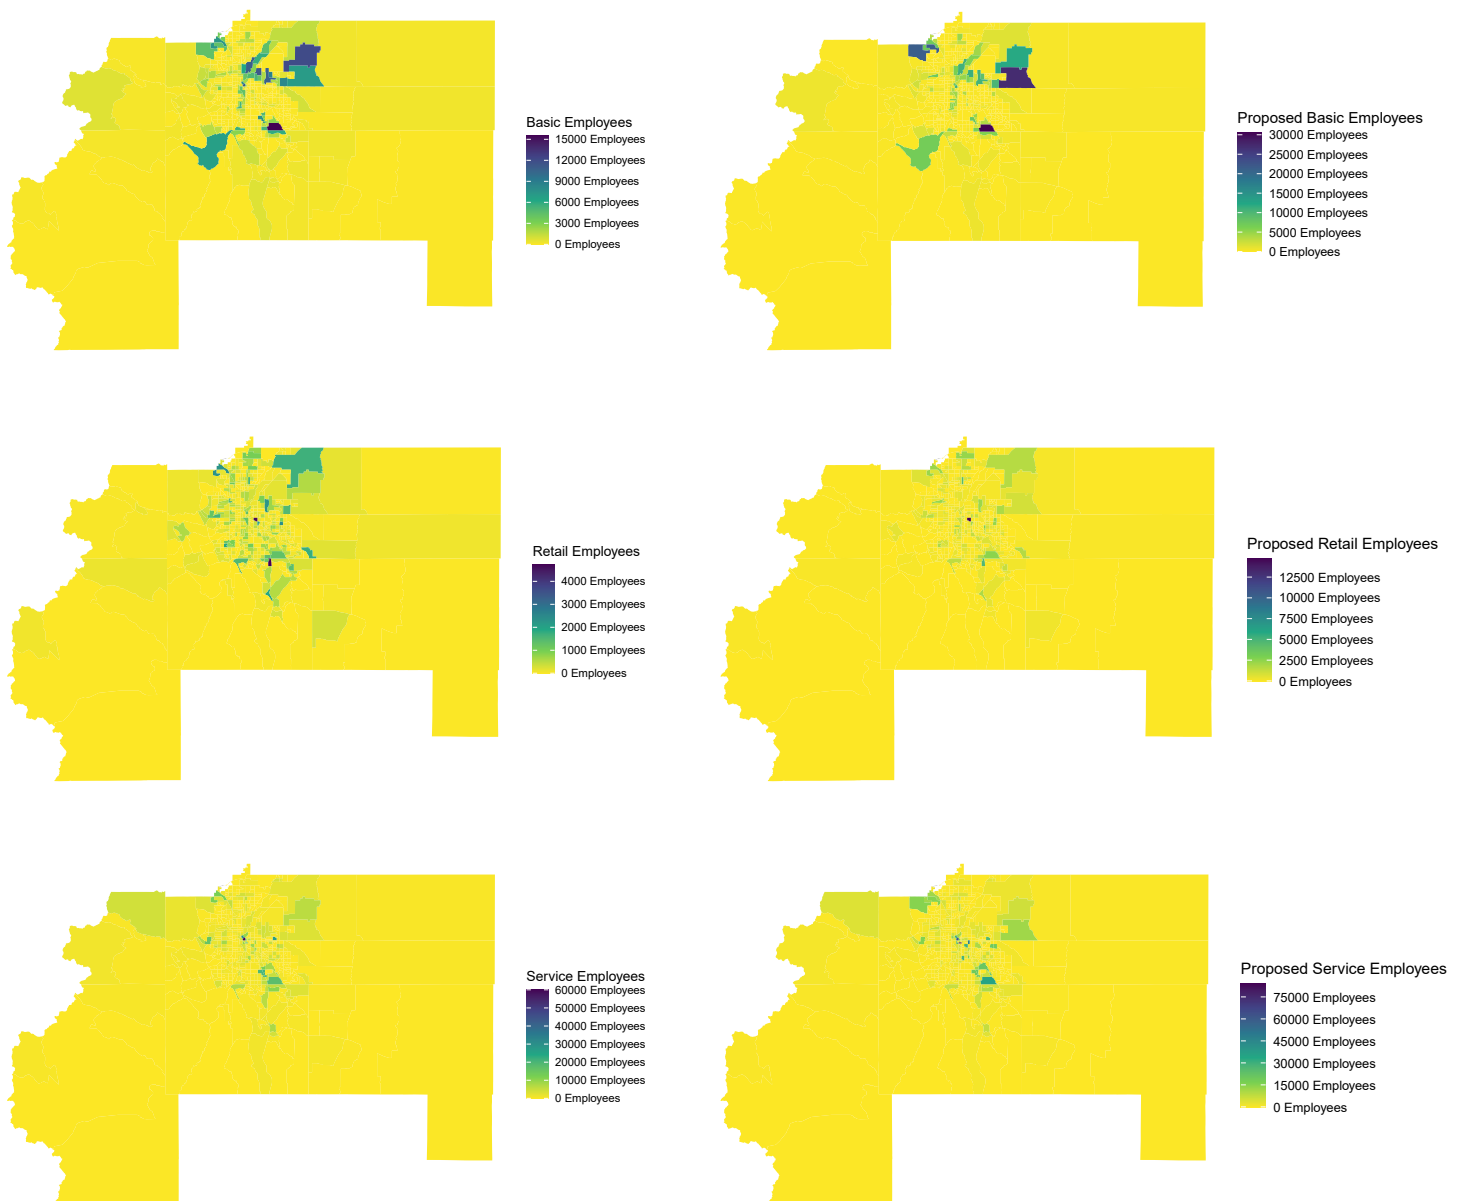 Basic Employees
15000 Employees
12000 Employees
9000 Employees
6000 Employees
3000 Employees
0 Employees
Proposed Basic Employees
30000 Employees
25000 Employees
20000 Employees
15000 Employees
10000 Employees
5000 Employees
0 Employees
Retail Employees
4000 Employees
3000 Employees
2000 Employees
1000 Employees
0 Employees
Proposed Retail Employees
12500 Employees
10000 Employees
7500 Employees
5000 Employees
2500 Employees
0 Employees
Service Employees
60000 Employees
50000 Employees
40000 Employees
30000 Employees
20000 Employees
10000 Employees
0 Employees
Proposed Service Employees
75000 Employees
60000 Employees
45000 Employees
30000 Employees
15000 Employees
0 Employees